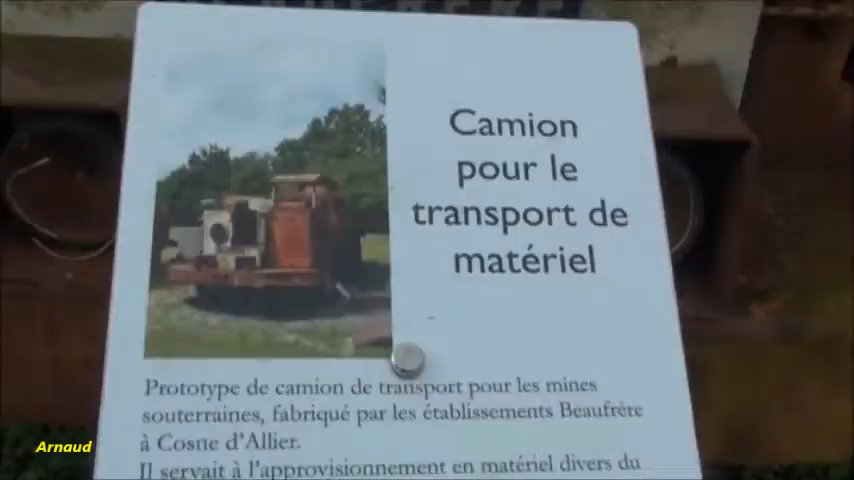 Camion
pour le
transport de
matériel
Prototype de camion de transport pour les mines
souterraines, fabriqué par les établissements Beaufrère
à Cosne d'Allier.
Il servait à l'approvisionnement en matériel divers du
Arnaud